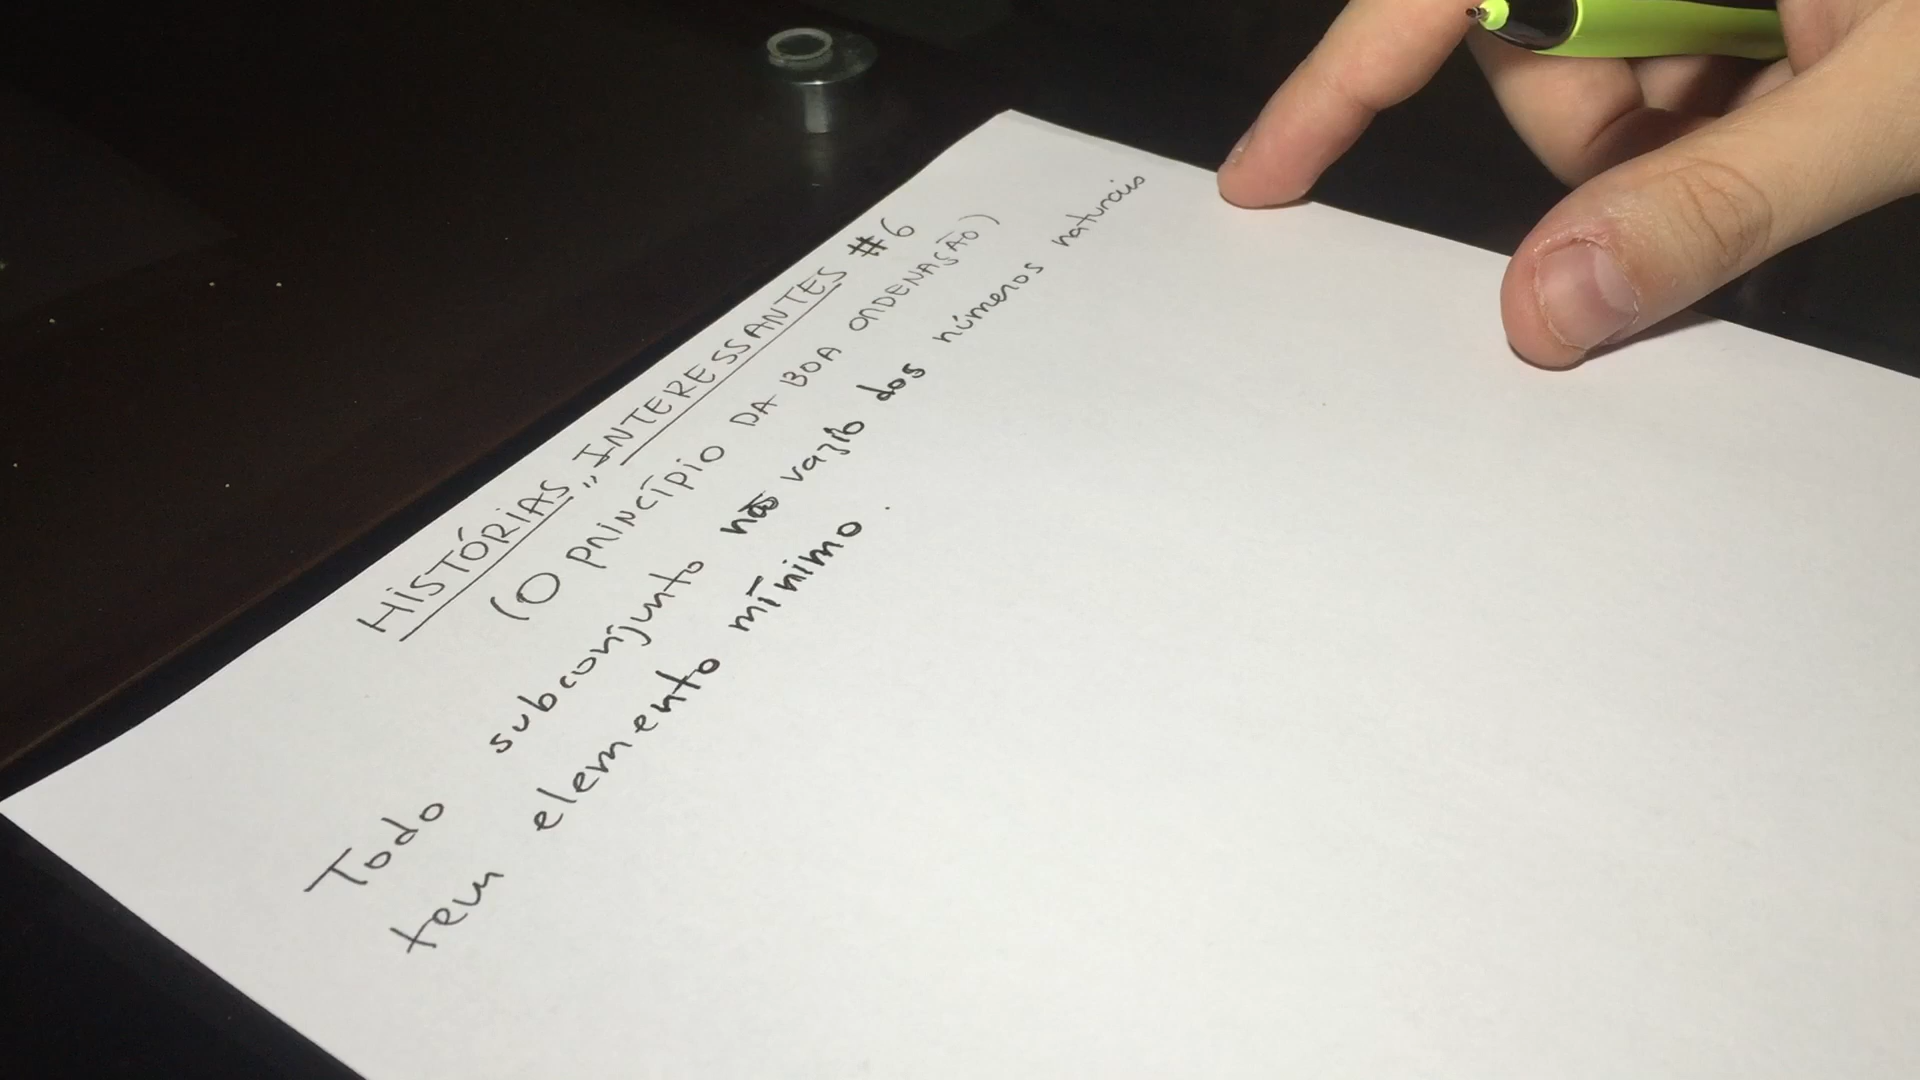 HISTÓRIAS „INTERESSANTES #6
(O PRINCÍPIO DA BOA ORDENAÇÃO)
Todo subconjunto não vazio dos números naturais
tem elemento mínimo.